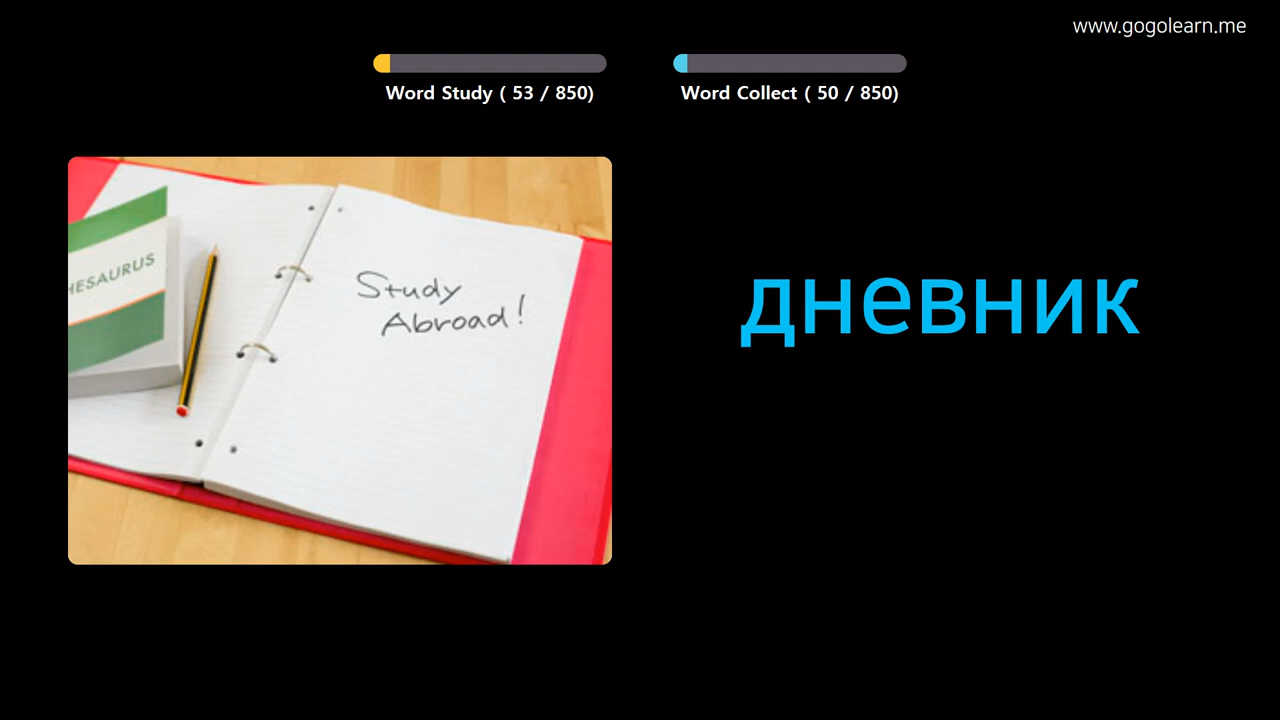 www.gogolearn.me
Word Study ( 53 / 850)
Word Collect ( 50 / 850)
HESAURUS
Study
Abroad!
дневник